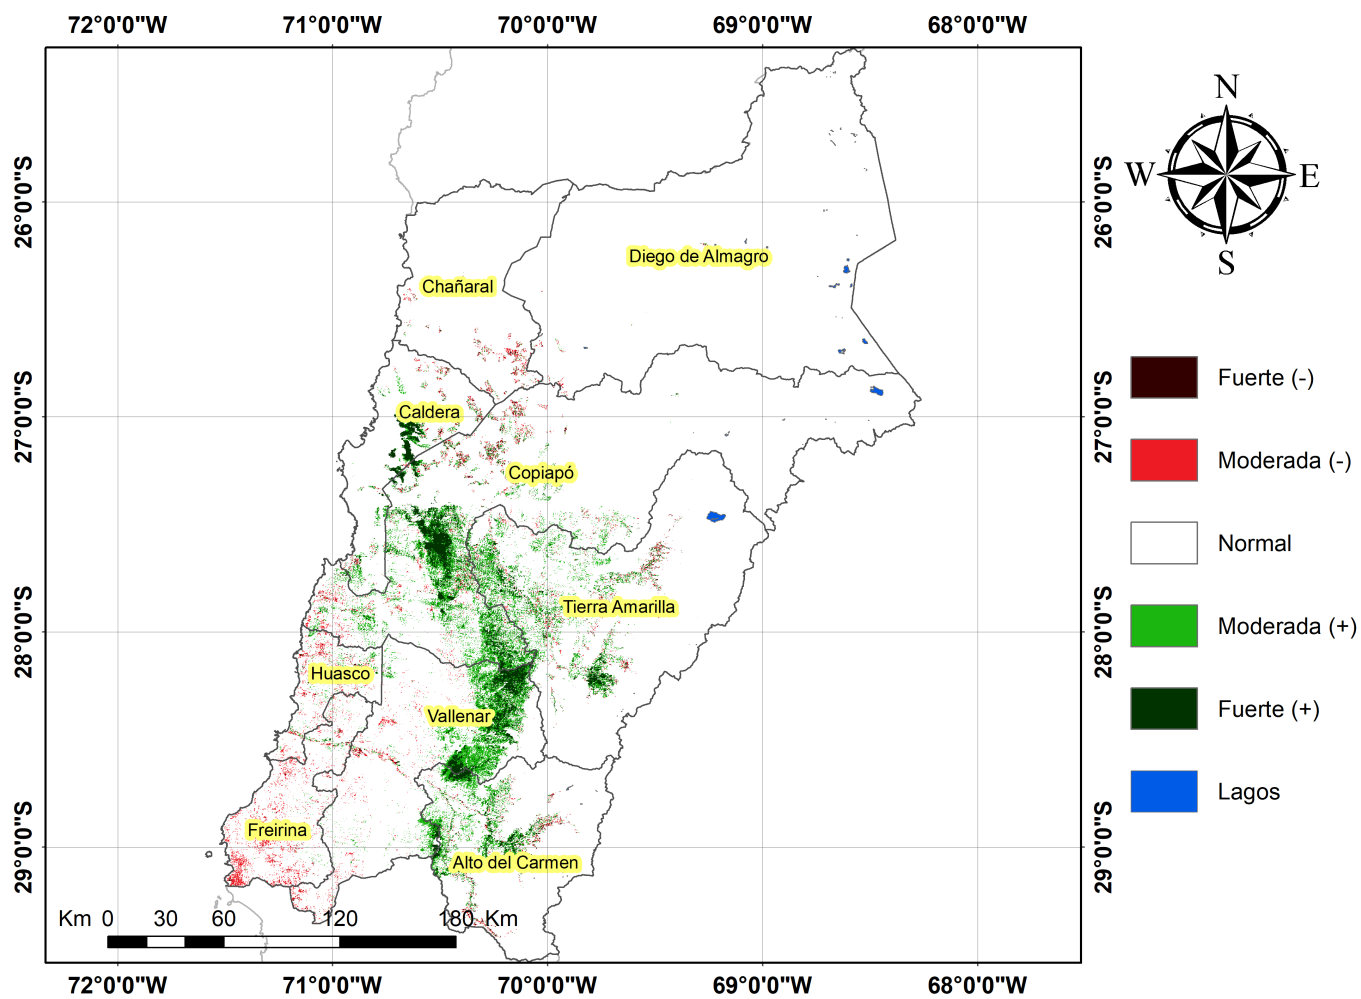 72°0'0"W 71°0'0"W 70°0'0"W 69°0'0"W 68°0'0"W
N
W E
S
26°0'0"S 26°0'0"S
Diego de Almagro
Chañaral
Fuerte (-)
27°0'0"S 27°0'0"S
Caldera
Moderada (-)
Copiapó
Normal
Tierra Amarilla
Moderada (+)
28°0'0"S 28°0'0"S
Huasco
Vallenar
Fuerte (+)
Lagos
Freirina
29°0'0"S 29°0'0"S
Alto del Carmen
Km 0 30 60 120 180 Km
72°0'0"W 71°0'0"W 70°0'0"W 69°0'0"W 68°0'0"W